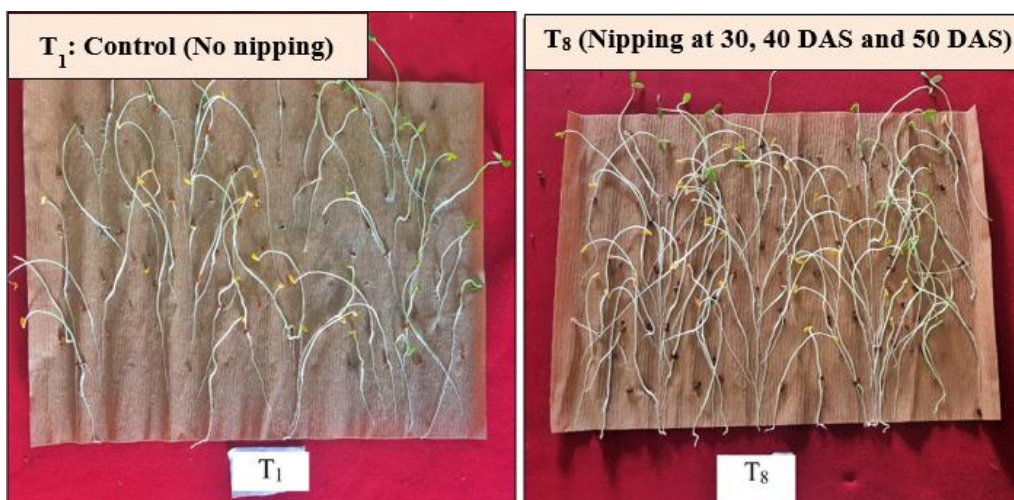 T₁: Control (No nipping)
T₈ (Nipping at 30, 40 DAS and 50 DAS)
T₁
T₈